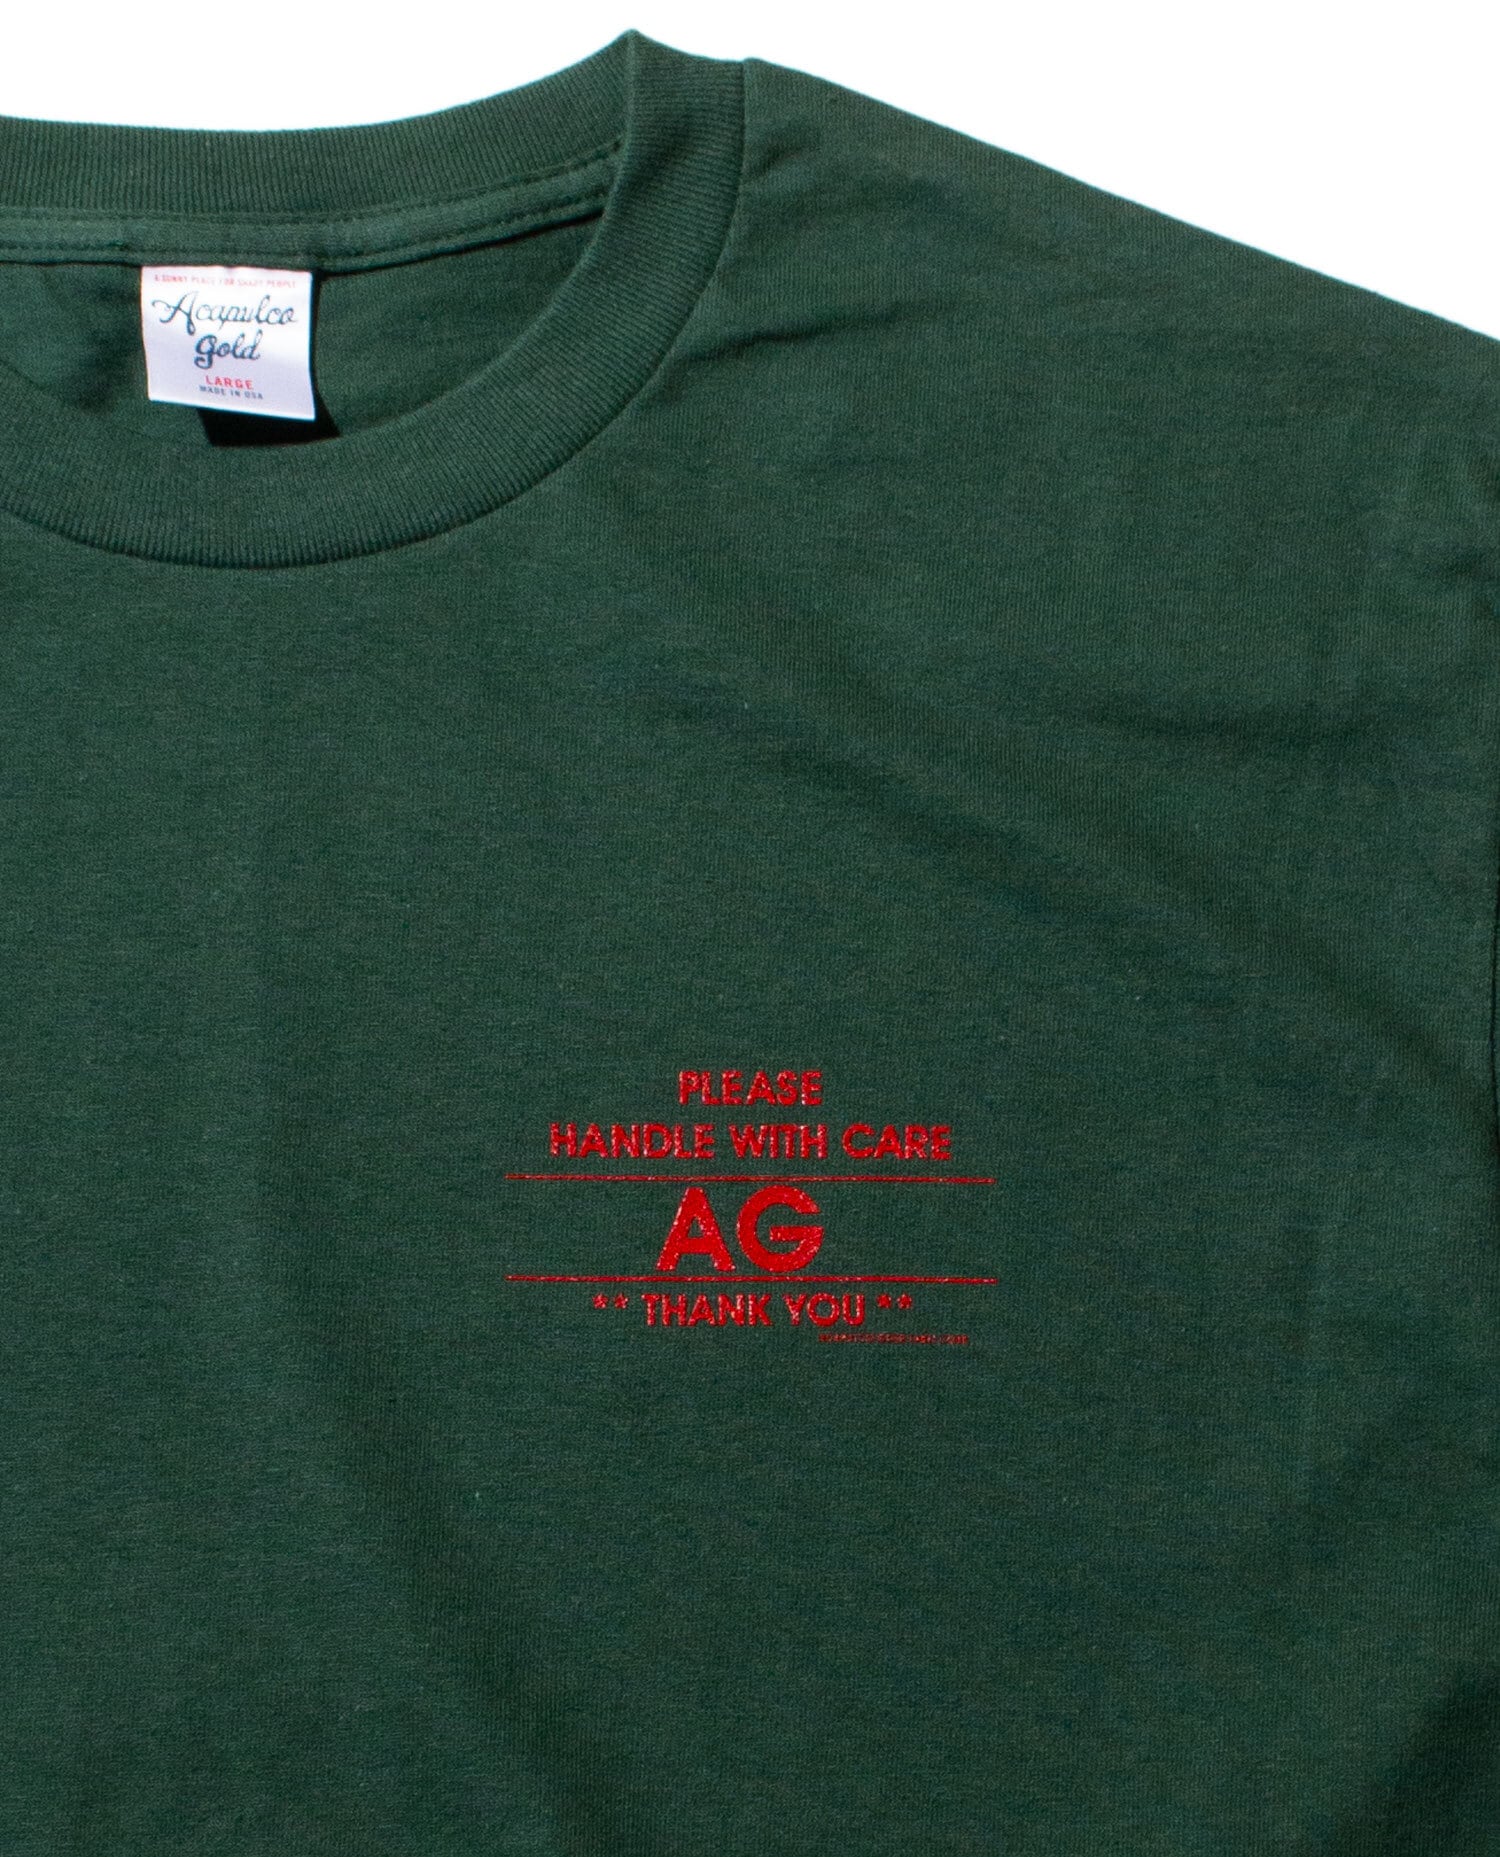 A SUNNY PLACE FOR SHADY PEOPLE
Acapulco
gold
LARGE
MADE IN USA
PLEASE
HANDLE WITH CARE
AG
** THANK YOU **